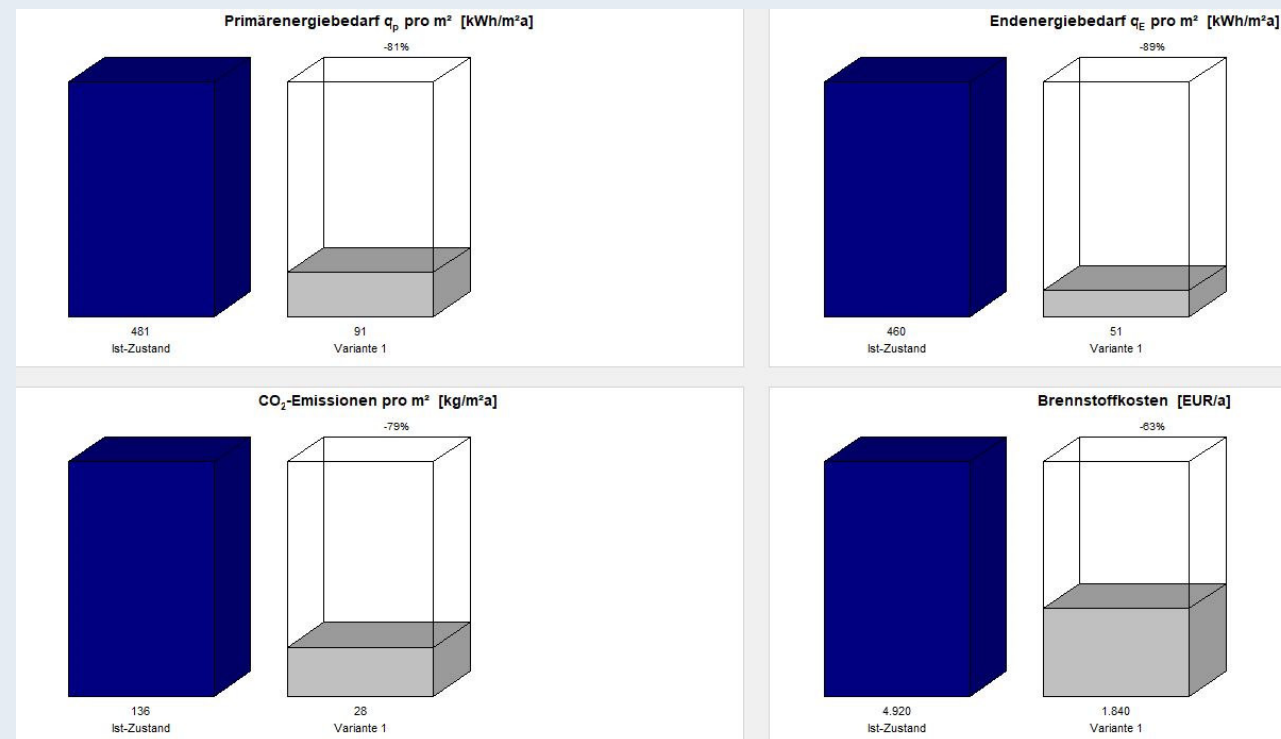 Primärenergiebedarf qp pro m² [kWh/m²a]
-81%
481
Ist-Zustand
91
Variante 1
Endenergiebedarf qE pro m² [kWh/m²a]
-89%
460
Ist-Zustand
51
Variante 1
CO₂-Emissionen pro m² [kg/m²a]
-79%
136
Ist-Zustand
28
Variante 1
Brennstoffkosten [EUR/a]
-63%
4.920
Ist-Zustand
1.840
Variante 1